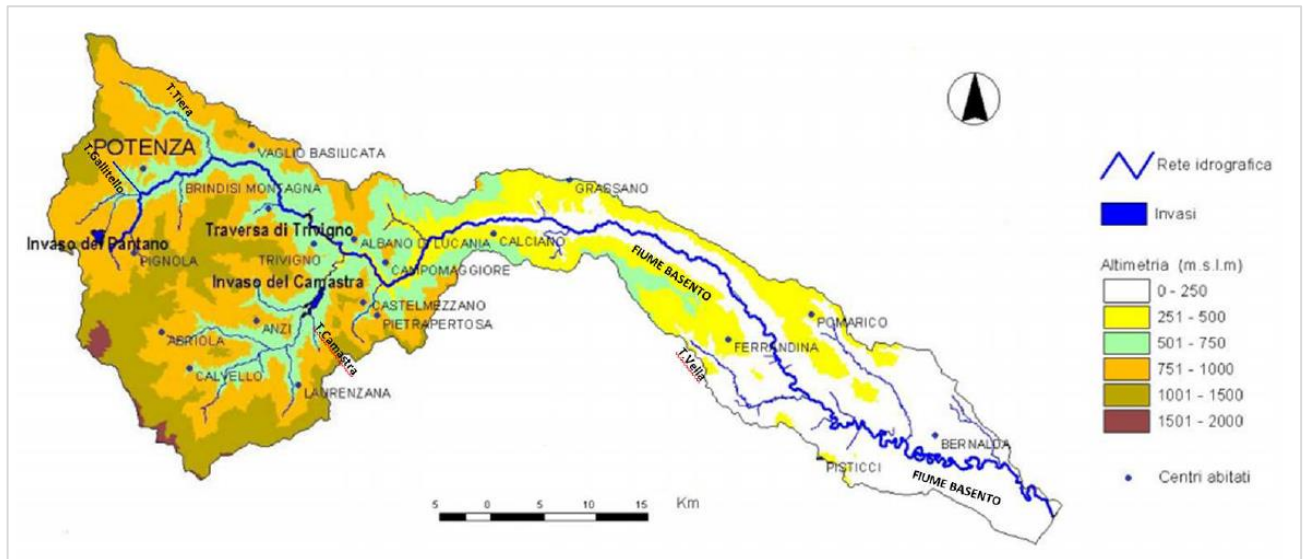 T.Tiera
POTENZA
T.Gallitello
VAGLIO BASILICATA
BRINDISI MONTAGNA
Traversa di Trivigno
Invaso del Pantano
PIGNOLA
TRIVIGNO
ALBANO DI LUCANIA
CAMPOMAGGIORE
Invaso del Camastra
CASTELMEZZANO
PIETRAPERTOSA
ANZI
ABRIOLA
T.Camastra
CALVELLO
LAURENZANA
GRASSANO
CALCIANO
FIUME BASENTO
POMARICO
FERRANDINA
T.Vella
BERNALDA
PISTICCI
FIUME BASENTO
Rete idrografica
Invasi
Altimetria (m.s.l.m)
0 - 250
251 - 500
501 - 750
751 - 1000
1001 - 1500
1501 - 2000
Centri abitati
5 0 5 10 15 Km